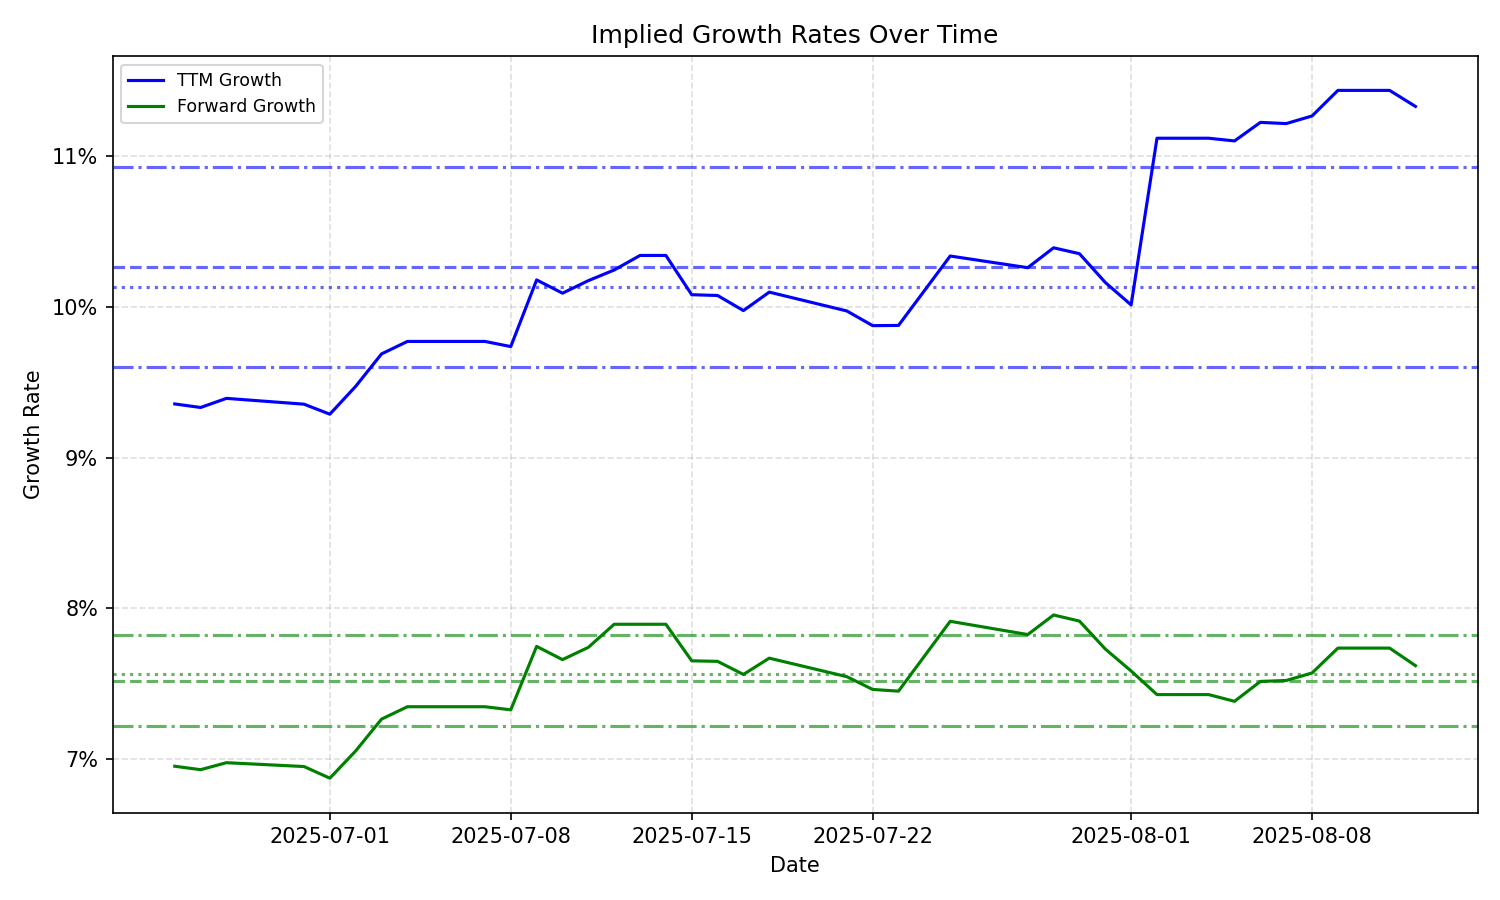 Implied Growth Rates Over Time
TTM Growth
Forward Growth
11%
10%
9%
8%
7%
Growth Rate
2025-07-01
2025-07-08
2025-07-15
2025-07-22
2025-08-01
2025-08-08
Date